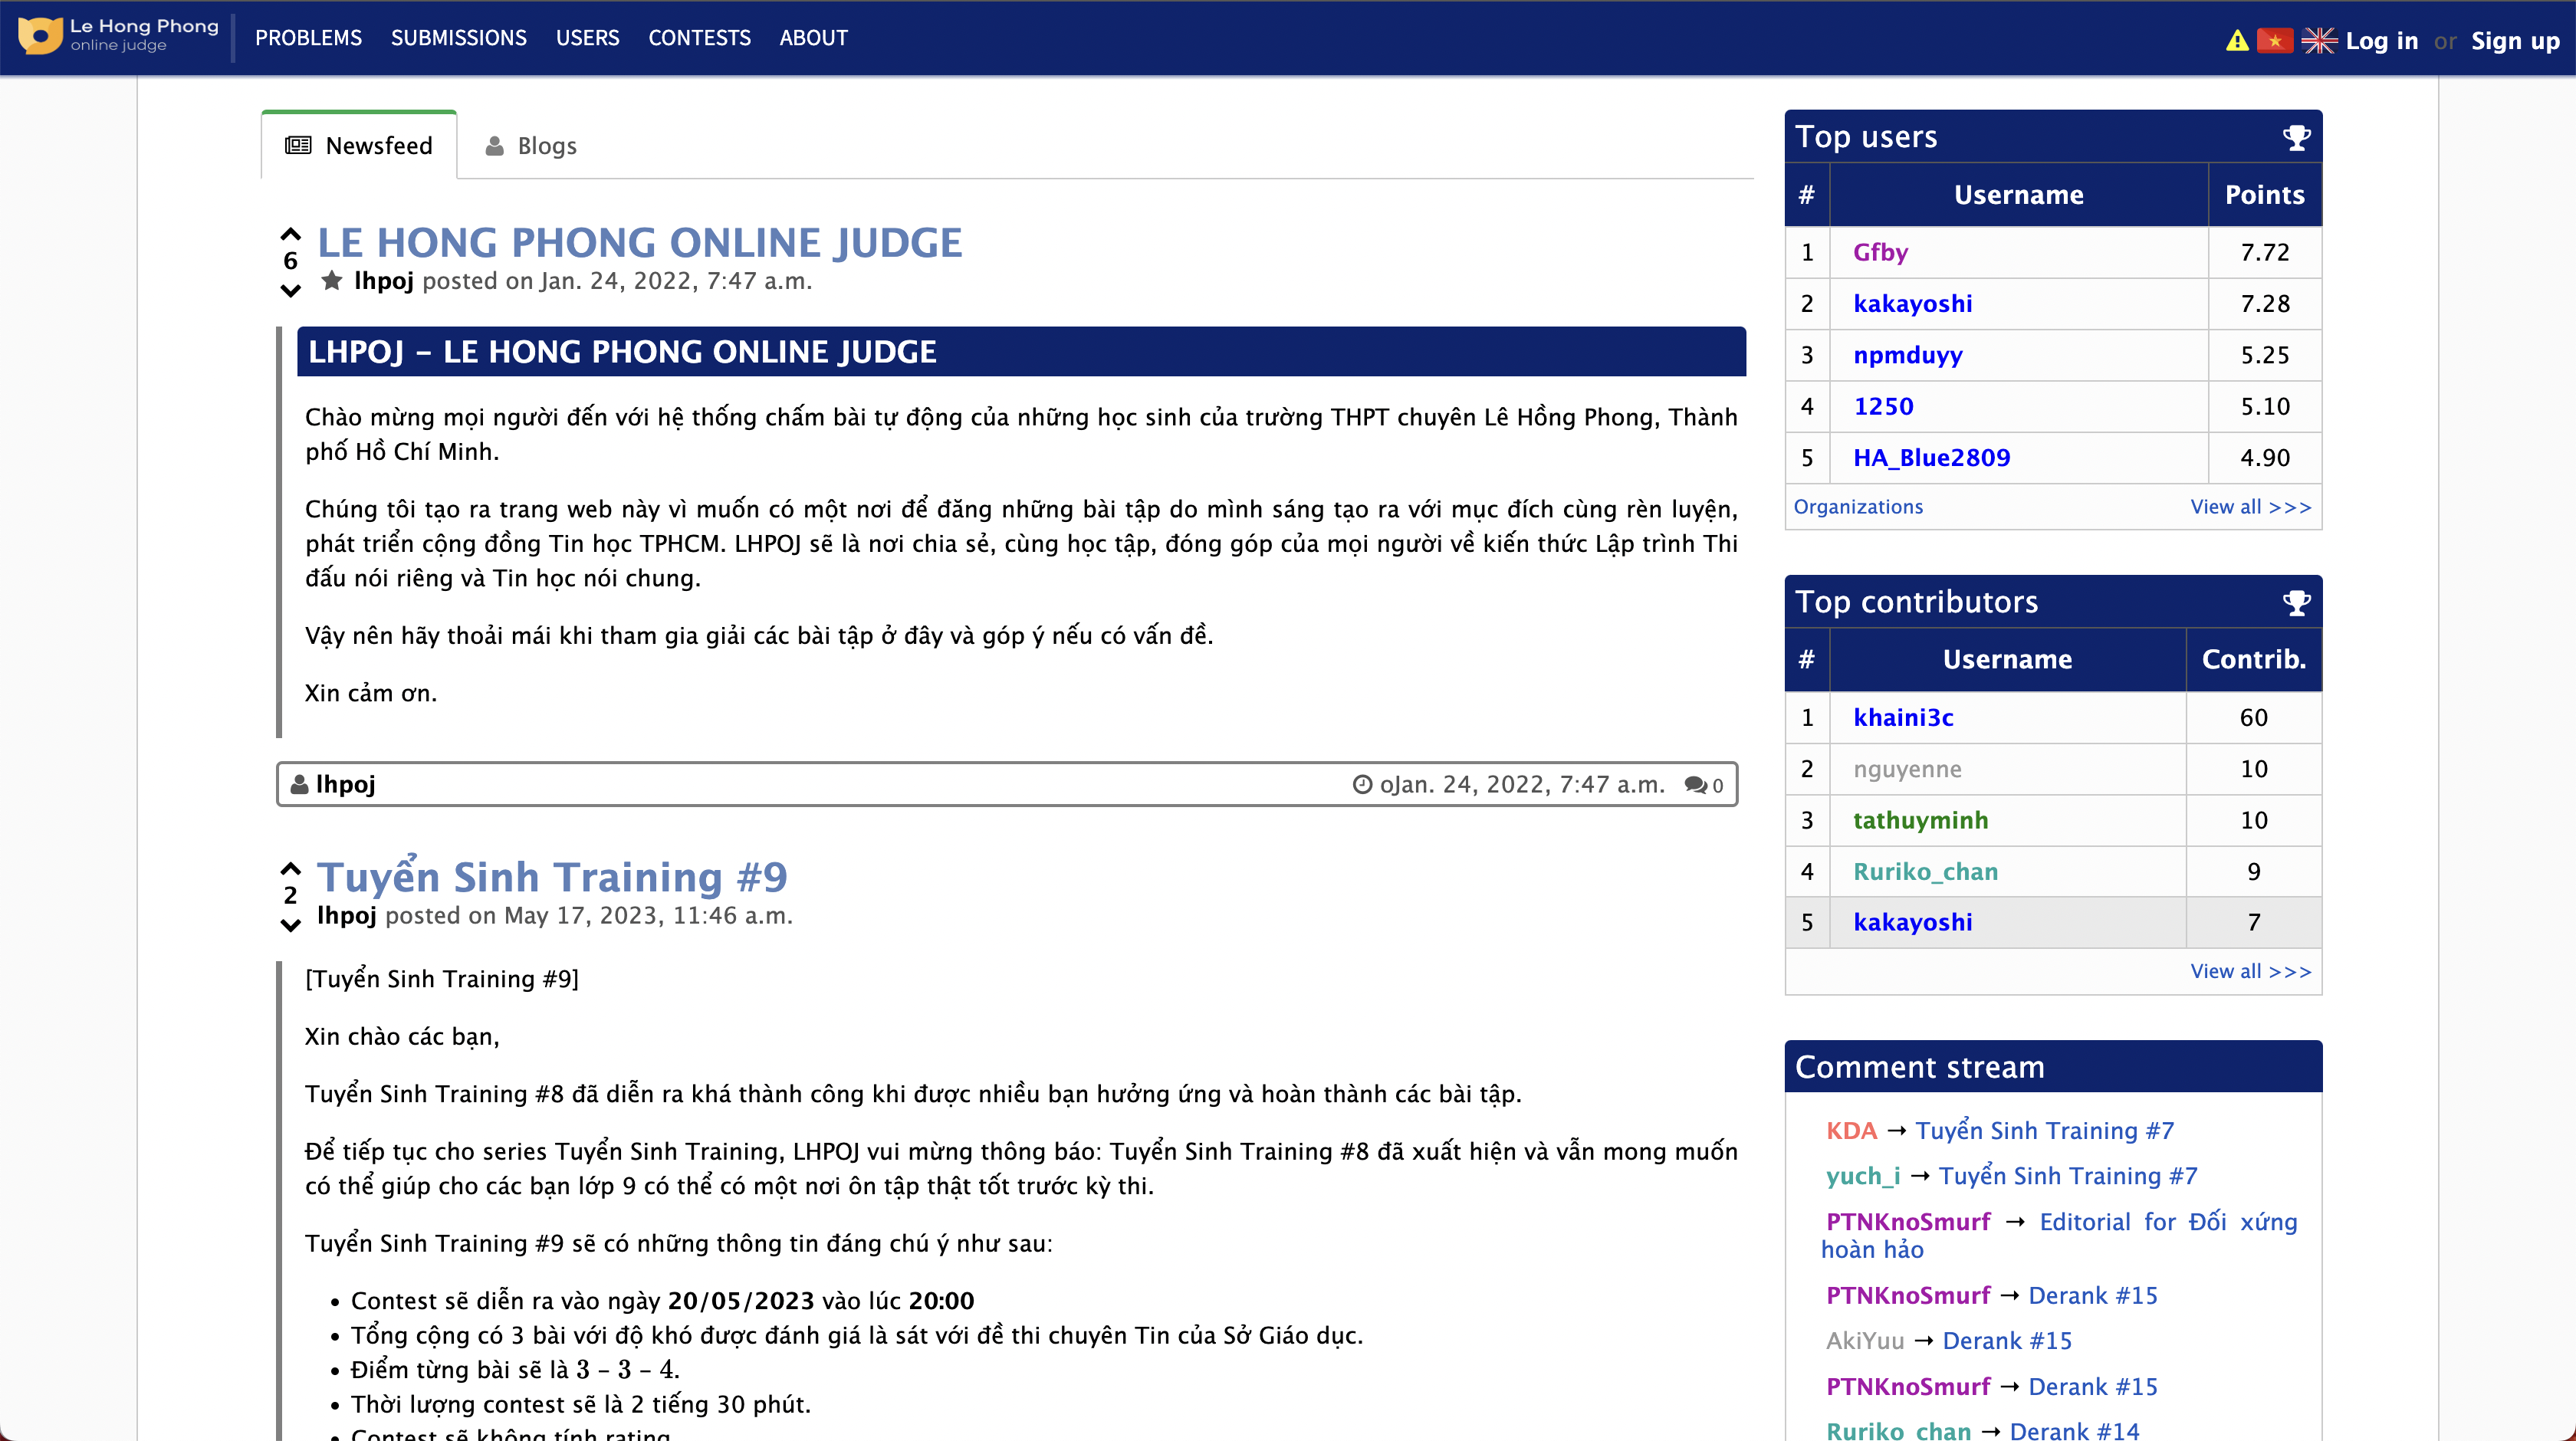 Le Hong Phong
online judge
PROBLEMS SUBMISSIONS USERS CONTESTS ABOUT
Log in or Sign up
Newsfeed Blogs
6
LE HONG PHONG ONLINE JUDGE
lhpoj posted on Jan. 24, 2022, 7:47 a.m.
LHPOJ – LE HONG PHONG ONLINE JUDGE
Chào mừng mọi người đến với hệ thống chấm bài tự động của những học sinh của trường THPT chuyên Lê Hồng Phong, Thành
phố Hồ Chí Minh.
Chúng tôi tạo ra trang web này vì muốn có một nơi để đăng những bài tập do mình sáng tạo ra với mục đích cùng rèn luyện,
phát triển cộng đồng Tin học TPHCM. LHPOJ sẽ là nơi chia sẻ, cùng học tập, đóng góp của mọi người về kiến thức Lập trình Thi
đấu nói riêng và Tin học nói chung.
Vậy nên hãy thoải mái khi tham gia giải các bài tập ở đây và góp ý nếu có vấn đề.
Xin cảm ơn.
lhpoj oJan. 24, 2022, 7:47 a.m. 0
2
Tuyển Sinh Training #9
lhpoj posted on May 17, 2023, 11:46 a.m.
[Tuyển Sinh Training #9]
Xin chào các bạn,
Tuyển Sinh Training #8 đã diễn ra khá thành công khi được nhiều bạn hưởng ứng và hoàn thành các bài tập.
Để tiếp tục cho series Tuyển Sinh Training, LHPOJ vui mừng thông báo: Tuyển Sinh Training #8 đã xuất hiện và vẫn mong muốn
có thể giúp cho các bạn lớp 9 có thể có một nơi ôn tập thật tốt trước kỳ thi.
Tuyển Sinh Training #9 sẽ có những thông tin đáng chú ý như sau:
• Contest sẽ diễn ra vào ngày 20/05/2023 vào lúc 20:00
• Tổng cộng có 3 bài với độ khó được đánh giá là sát với đề thi chuyên Tin của Sở Giáo dục.
• Điểm từng bài sẽ là 3 – 3 – 4.
• Thời lượng contest sẽ là 2 tiếng 30 phút.
• Contest sẽ không tính rating
Top users
# Username Points
1 Gfby 7.72
2 kakayoshi 7.28
3 npmduyy 5.25
4 1250 5.10
5 HA_Blue2809 4.90
Organizations View all >>>
Top contributors
# Username Contrib.
1 khaini3c 60
2 nguyenne 10
3 tathuyminh 10
4 Ruriko_chan 9
5 kakayoshi 7
View all >>>
Comment stream
KDA → Tuyển Sinh Training #7
yuch_i → Tuyển Sinh Training #7
PTNKnoSmurf → Editorial for Đối xứng
hoàn hảo
PTNKnoSmurf → Derank #15
AkiYuu → Derank #15
PTNKnoSmurf → Derank #15
Ruriko_chan → Derank #14